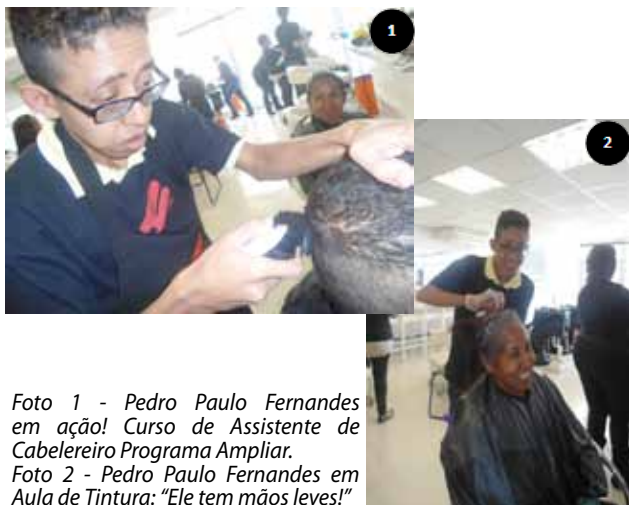 1
2
Foto 1 - Pedro Paulo Fernandes
em ação! Curso de Assistente de
Cabelereiro Programa Ampliar.
Foto 2 - Pedro Paulo Fernandes em
Aula de Tintura: “Ele tem mãos leves!”